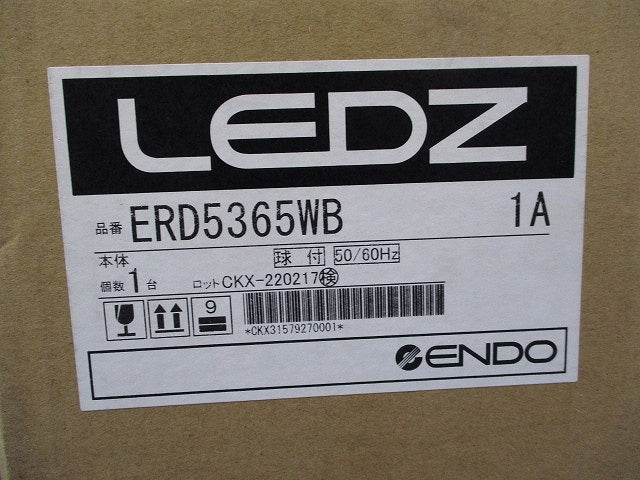 LEDZ
品番 ERD5365WB 1A
本体 球付 50/60Hz
個数 1台 ロット CKX-220217 検
9
*CKX31579270001*
ENDO